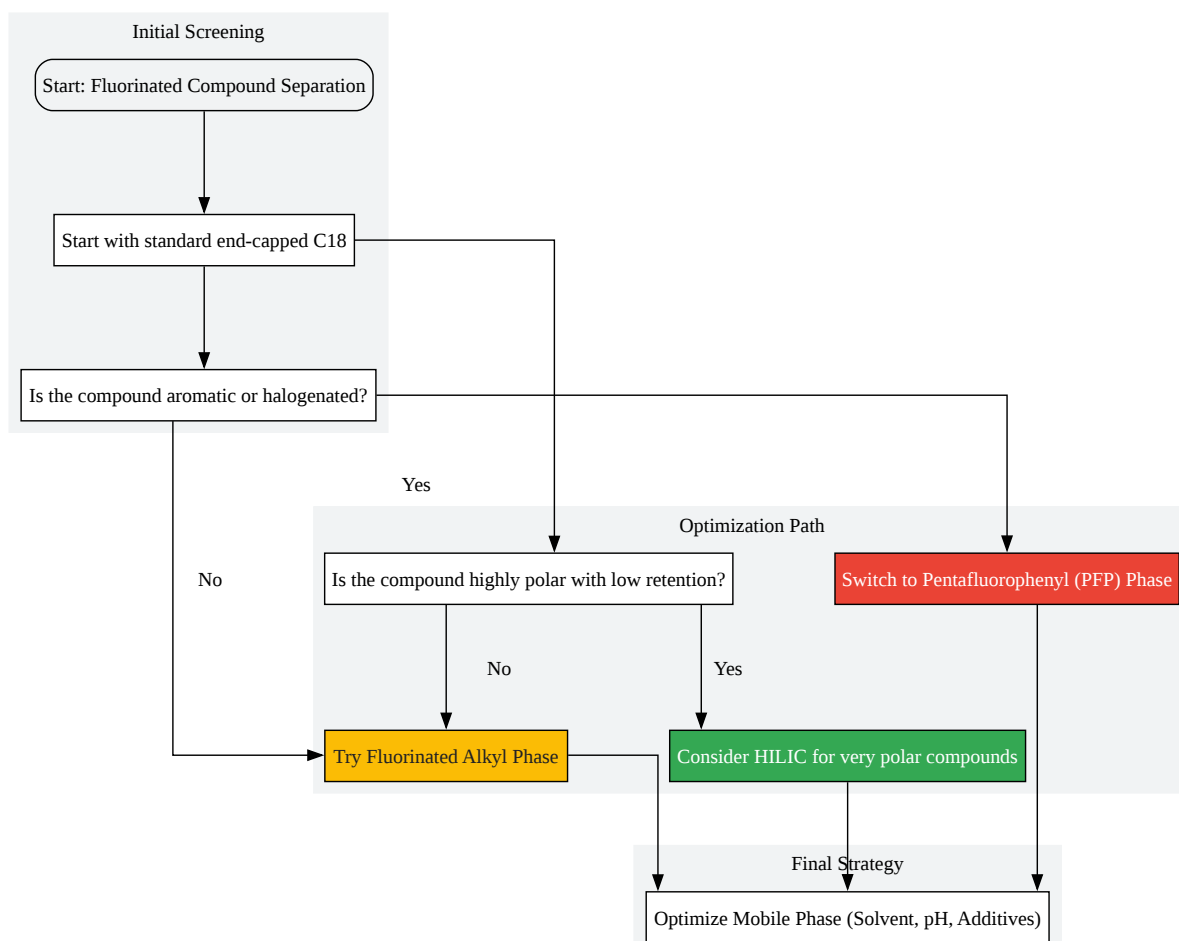 Initial Screening
Start: Fluorinated Compound Separation
Start with standard end-capped C18
Is the compound aromatic or halogenated?
Yes
Optimization Path
No
Is the compound highly polar with low retention?
Switch to Pentafluorophenyl (PFP) Phase
No
Yes
Try Fluorinated Alkyl Phase
Consider HILIC for very polar compounds
Final Strategy
Optimize Mobile Phase (Solvent, pH, Additives)